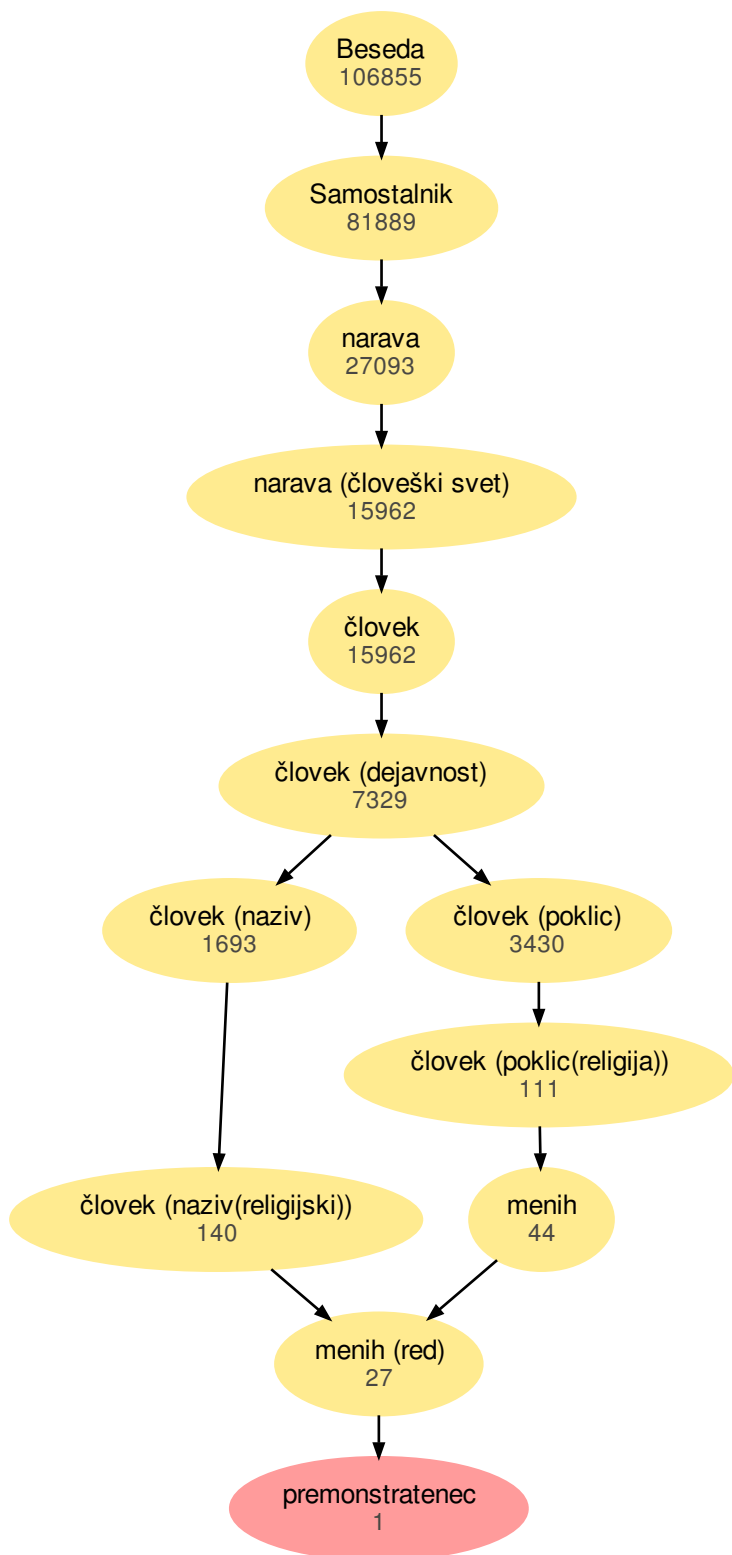 Beseda
106855
Samostalnik
81889
narava
27093
narava (človeški svet)
15962
človek
15962
človek (dejavnost)
7329
človek (naziv)
1693
človek (poklic)
3430
človek (poklic(religija))
111
človek (naziv(religijski))
140
menih
44
menih (red)
27
premonstratenec
1